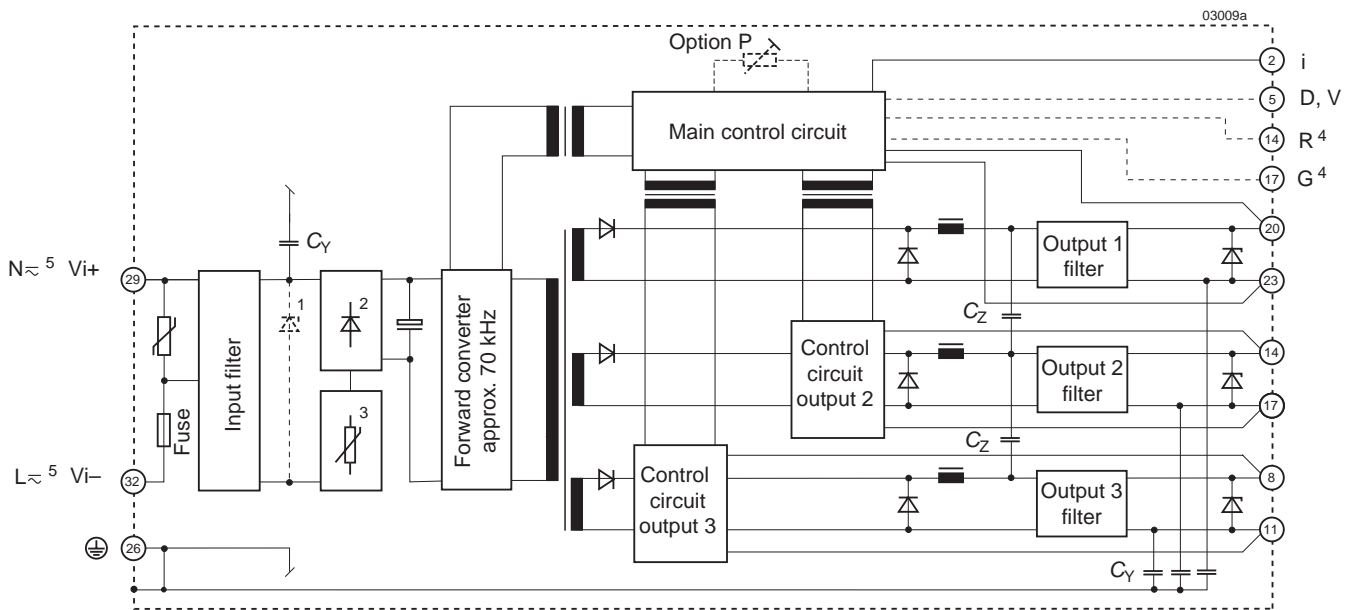 03009a
Option P
2 i
Main control circuit
5 D, V
14 R 4
17 G 4
CY
20
Output 1
filter
N≂ 5 Vi+
29
1
2
23
CZ
Input filter
Forward converter
approx. 70 kHz
Control
circuit
output 2
14
Output 2
filter
Fuse
3
17
CZ
L≂ 5 Vi–
32
Control
circuit
output 3
8
Output 3
filter
11
26
CY